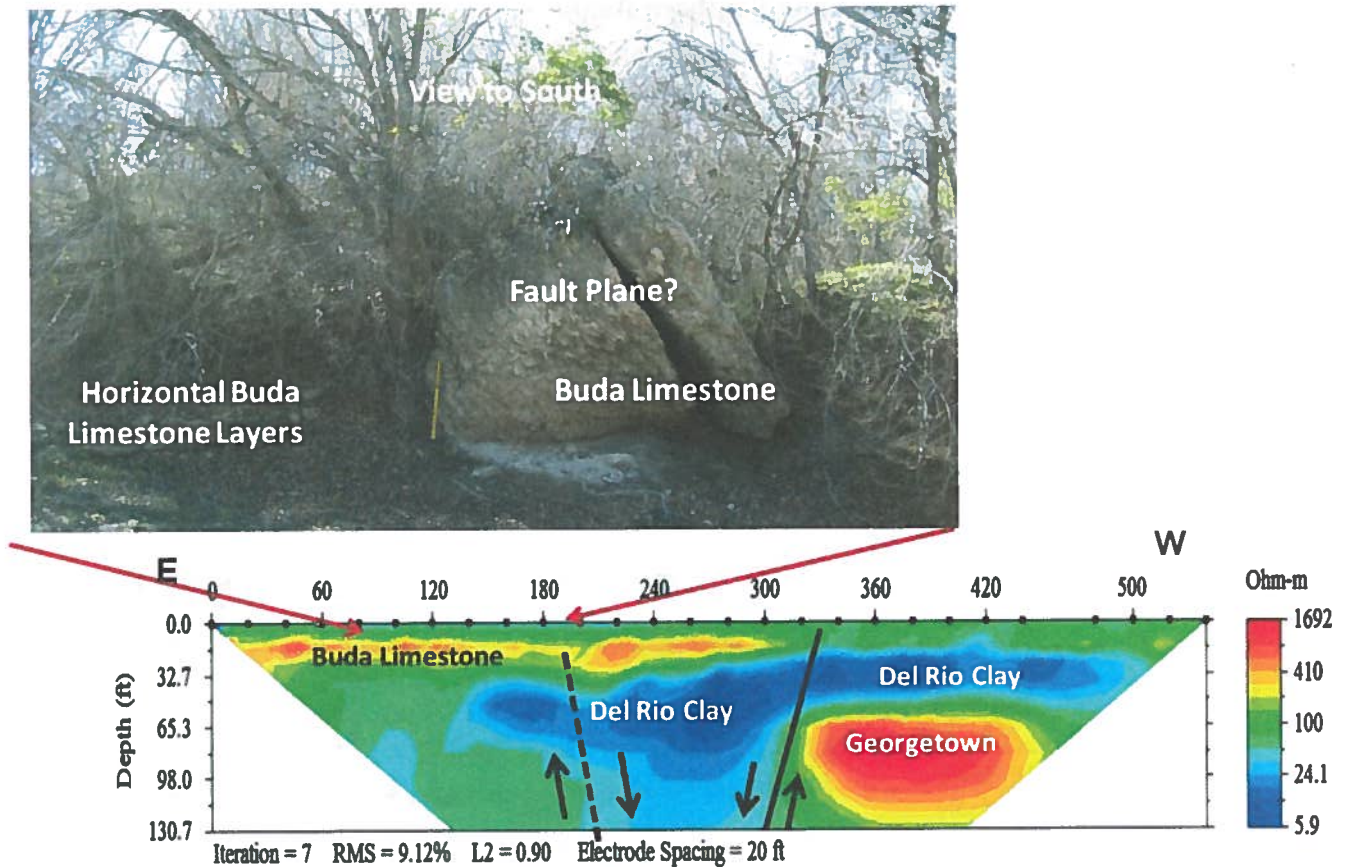 View to South
Fault Plane?
Horizontal Buda
Limestone Layers
Buda Limestone
E
W
0
60
120
180
240
300
360
420
500
Ohm-m
Depth (ft)
0.0
32.7
65.3
98.0
130.7
Buda Limestone
Del Rio Clay
Del Rio Clay
Georgetown
1692
410
100
24.1
5.9
Iteration = 7 RMS = 9.12% L2 = 0.90 Electrode Spacing = 20 ft